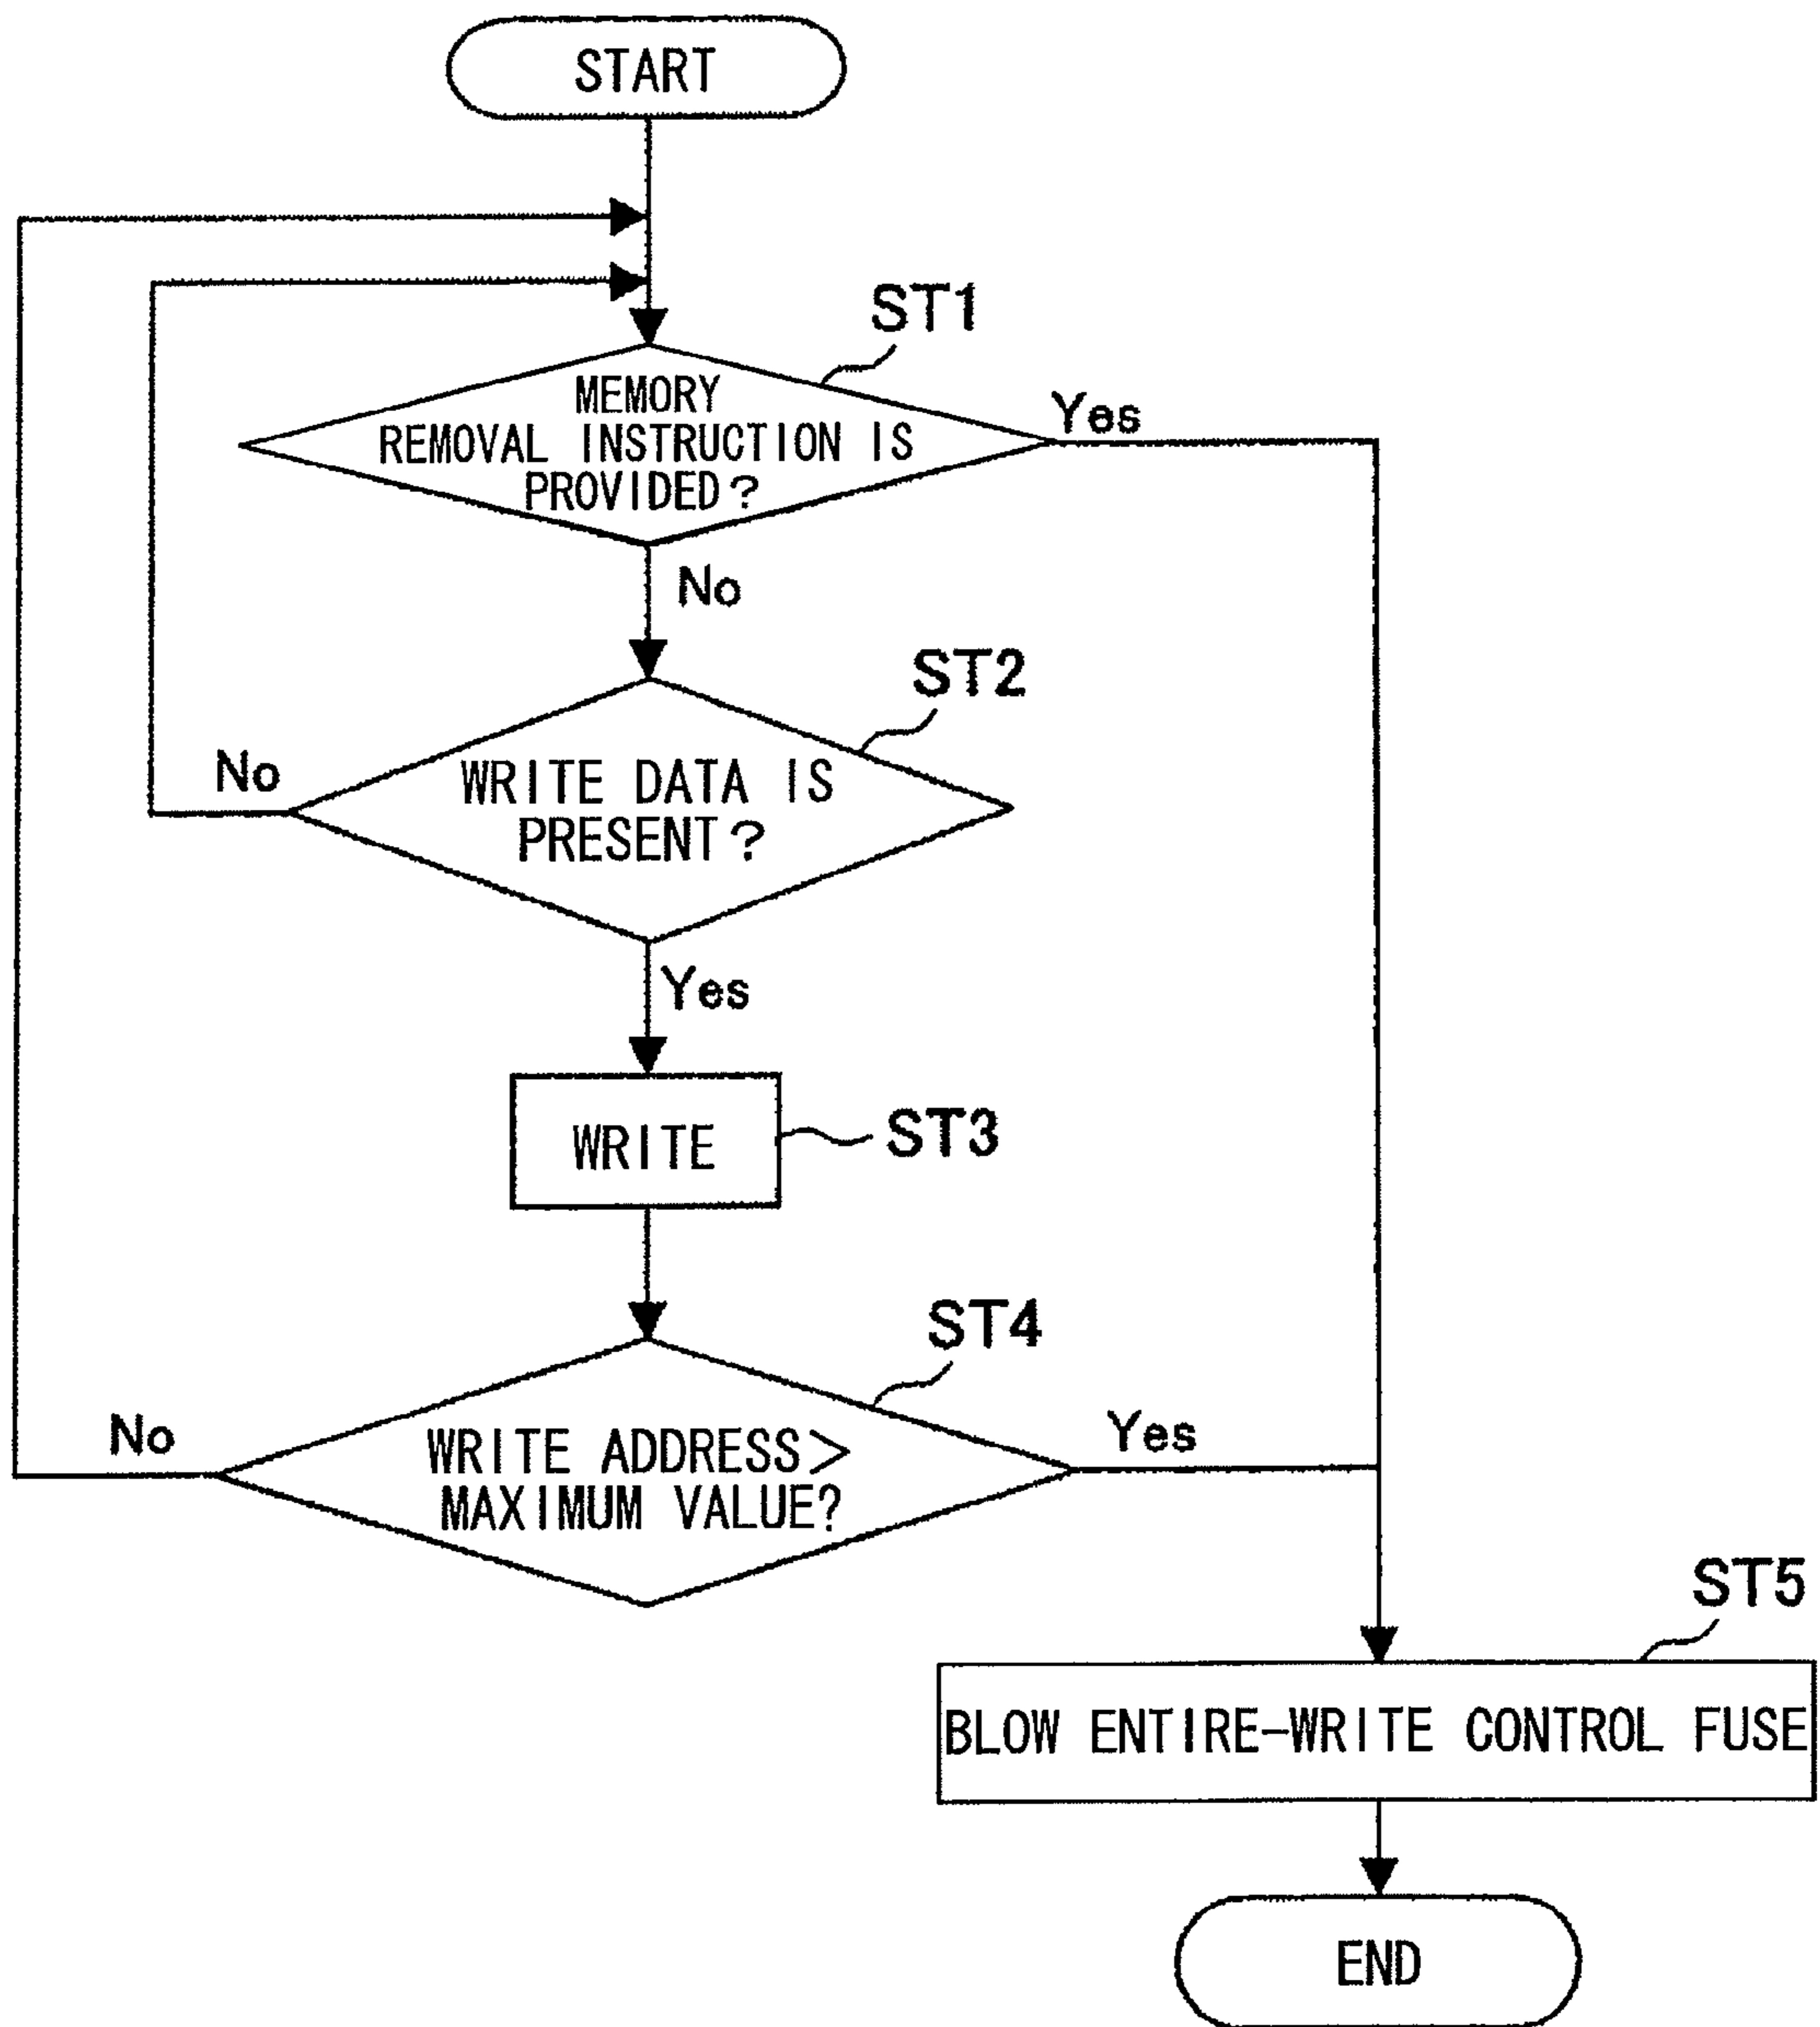 START
ST1
MEMORY
REMOVAL INSTRUCTION IS
PROVIDED?
Yes
No
ST2
WRITE DATA IS
PRESENT?
No
Yes
WRITE
ST3
ST4
WRITE ADDRESS>
MAXIMUM VALUE?
No
Yes
ST5
BLOW ENTIRE-WRITE CONTROL FUSE
END